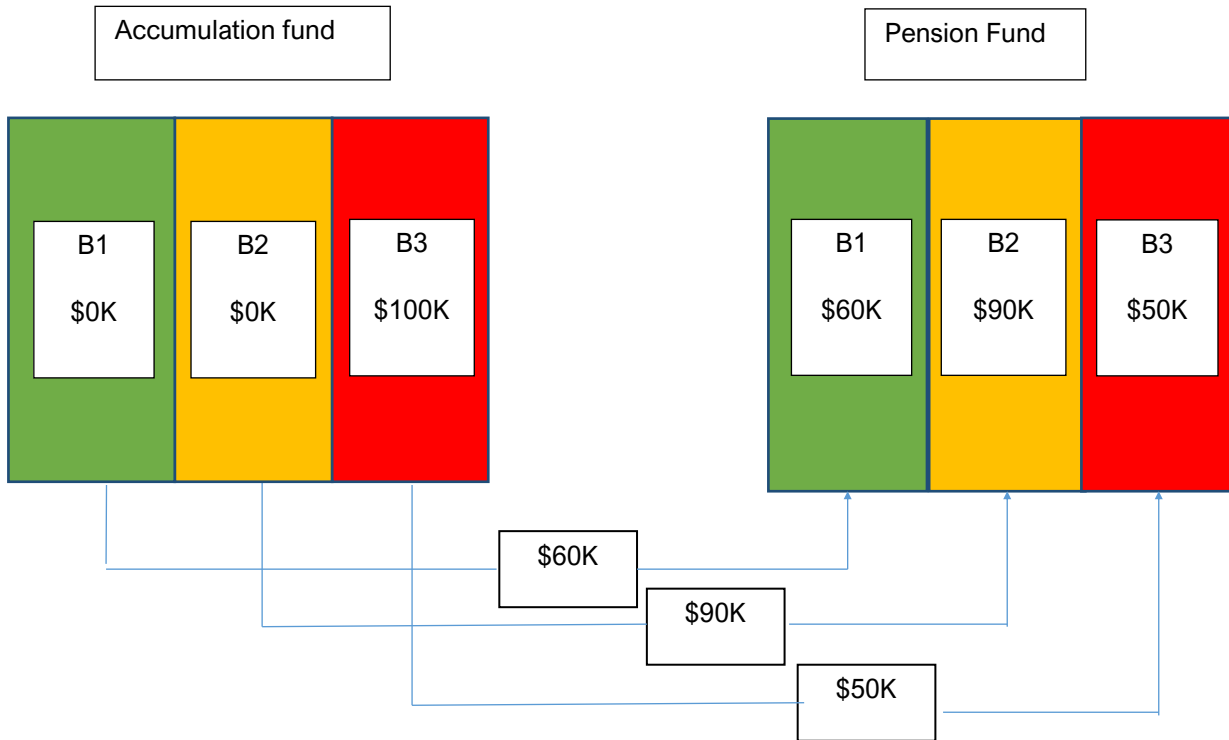 Accumulation fund
Pension Fund
B1
$0K
B2
$0K
B3
$100K
B1
$60K
B2
$90K
B3
$50K
$60K
$90K
$50K